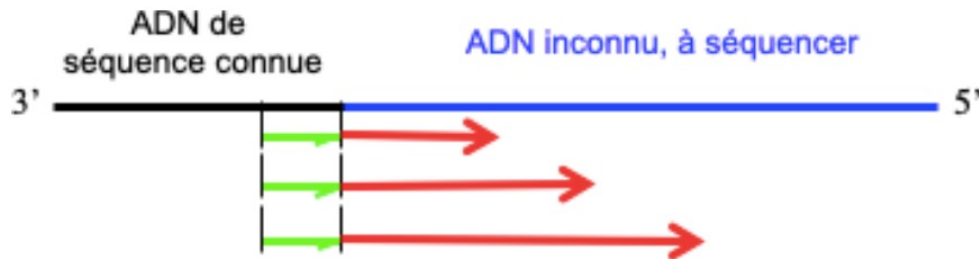 ADN de
séquence connue
ADN inconnu, à séquencer
3’
5’